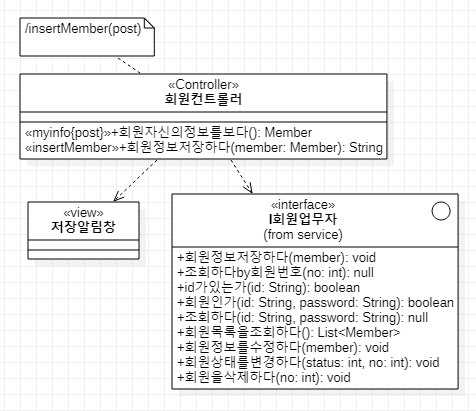 /insertMember(post)
«Controller»
회원컨트롤러
«myinfo{post}»+회원자신의정보를보다(): Member
«insertMember»+회원정보저장하다(member: Member): String
«view»
저장알림창
«interface»
I회원업무자
(from service)
+회원정보저장하다(member): void
+조회하다by회원번호(no: int): null
+id가있는가(id: String): boolean
+회원인가(id: String, password: String): boolean
+조회하다(id: String, password: String): null
+회원목록을조회하다(): List<Member>
+회원정보를수정하다(member): void
+회원상태를변경하다(status: int, no: int): void
+회원을삭제하다(no: int): void